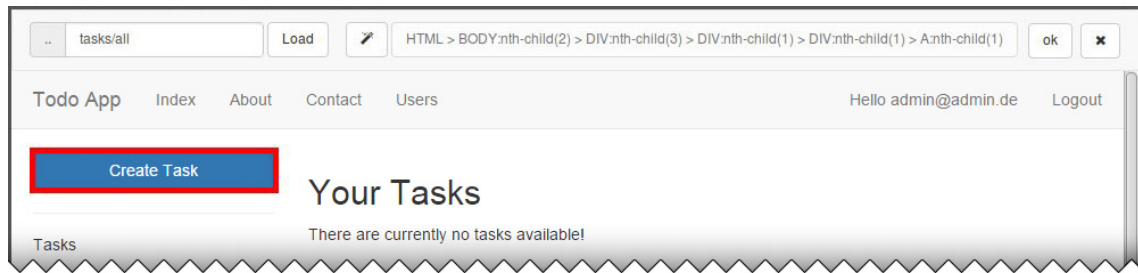 .. tasks/all Load HTML > BODY:nth-child(2) > DIV:nth-child(3) > DIV:nth-child(1) > DIV:nth-child(1) > A:nth-child(1) ok
Todo App Index About Contact Users Hello admin@admin.de Logout
Create Task
Your Tasks
There are currently no tasks available!
Tasks